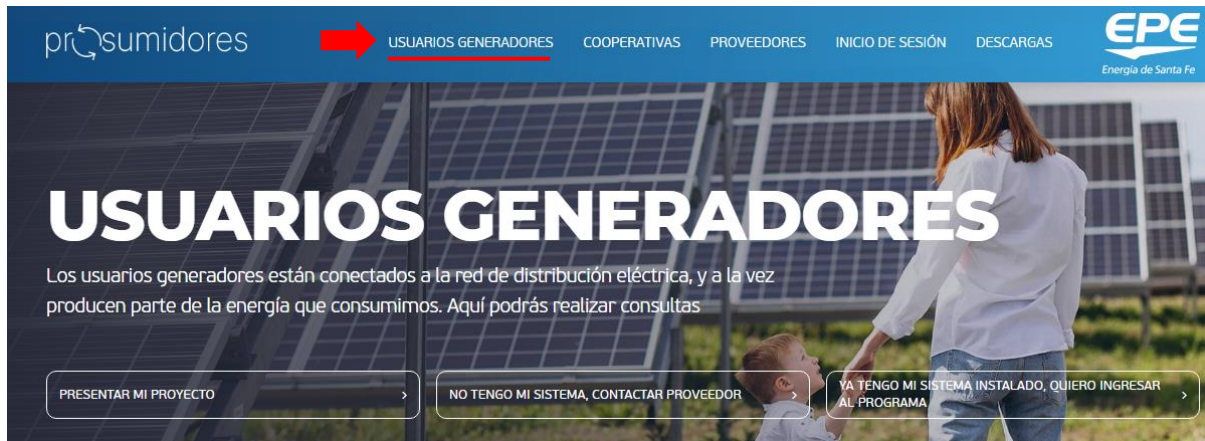 prosumidores
USUARIOS GENERADORES
COOPERATIVAS
PROVEEDORES
INICIO DE SESIÓN
DESCARGAS
EPE
Energía de Santa Fe
USUARIOS GENERADORES
Los usuarios generadores están conectados a la red de distribución eléctrica, y a la vez
producen parte de la energía que consumimos. Aquí podrás realizar consultas
PRESENTAR MI PROYECTO
NO TENGO MI SISTEMA, CONTACTAR PROVEEDOR
YA TENGO MI SISTEMA INSTALADO, QUIERO INGRESAR
AL PROGRAMA